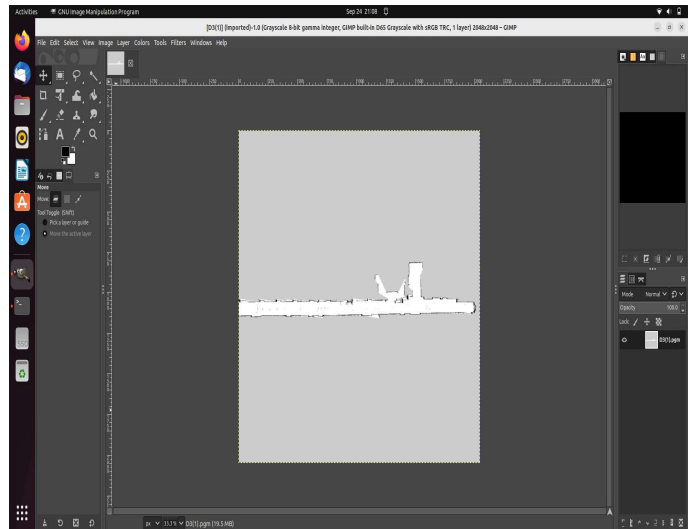 Activities GNU Image Manipulation Program Sep 24 21:08
[D3(1)] (imported)-1.0 (Grayscale 8-bit gamma integer, GIMP built-in D65 Grayscale with sRGB TRC, 1 layer) 2048x2048 – GIMP
File Edit Select View Image Layer Colors Tools Filters Windows Help
Move
Move:
Tool Toggle (Shift)
Pick a layer or guide
Move the active layer
Mode Normal
Opacity 100.0
Lock
D3(1).pgm
px 33.3% D3(1).pgm (19.5 MB)